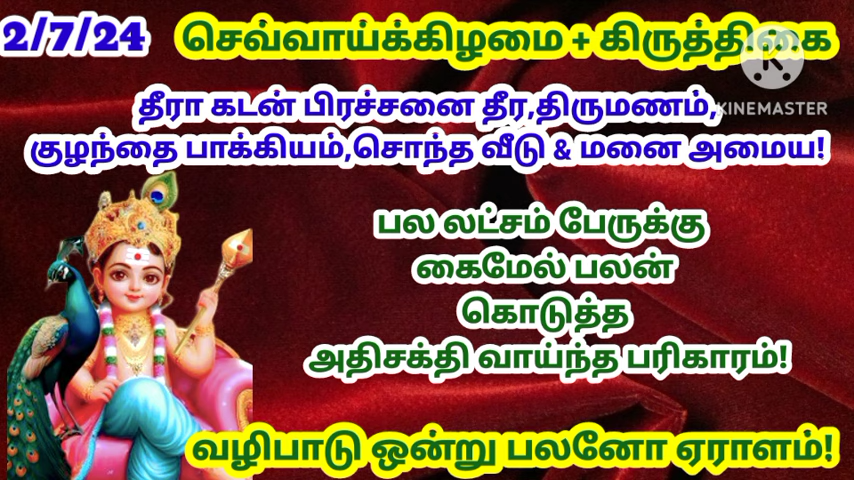 2/7/24 செவ்வாய்க்கிழமை + கிருத்திகை
KINEMASTER
தீரா கடன் பிரச்சனை தீர,திருமணம்,
குழந்தை பாக்கியம்,சொந்த வீடு & மனை அமைய!
பல லட்சம் பேருக்கு
கைமேல் பலன்
கொடுத்த
அதிசக்தி வாய்ந்த பரிகாரம்!
வழிபாடு ஒன்று பலனோ ஏராளம்!